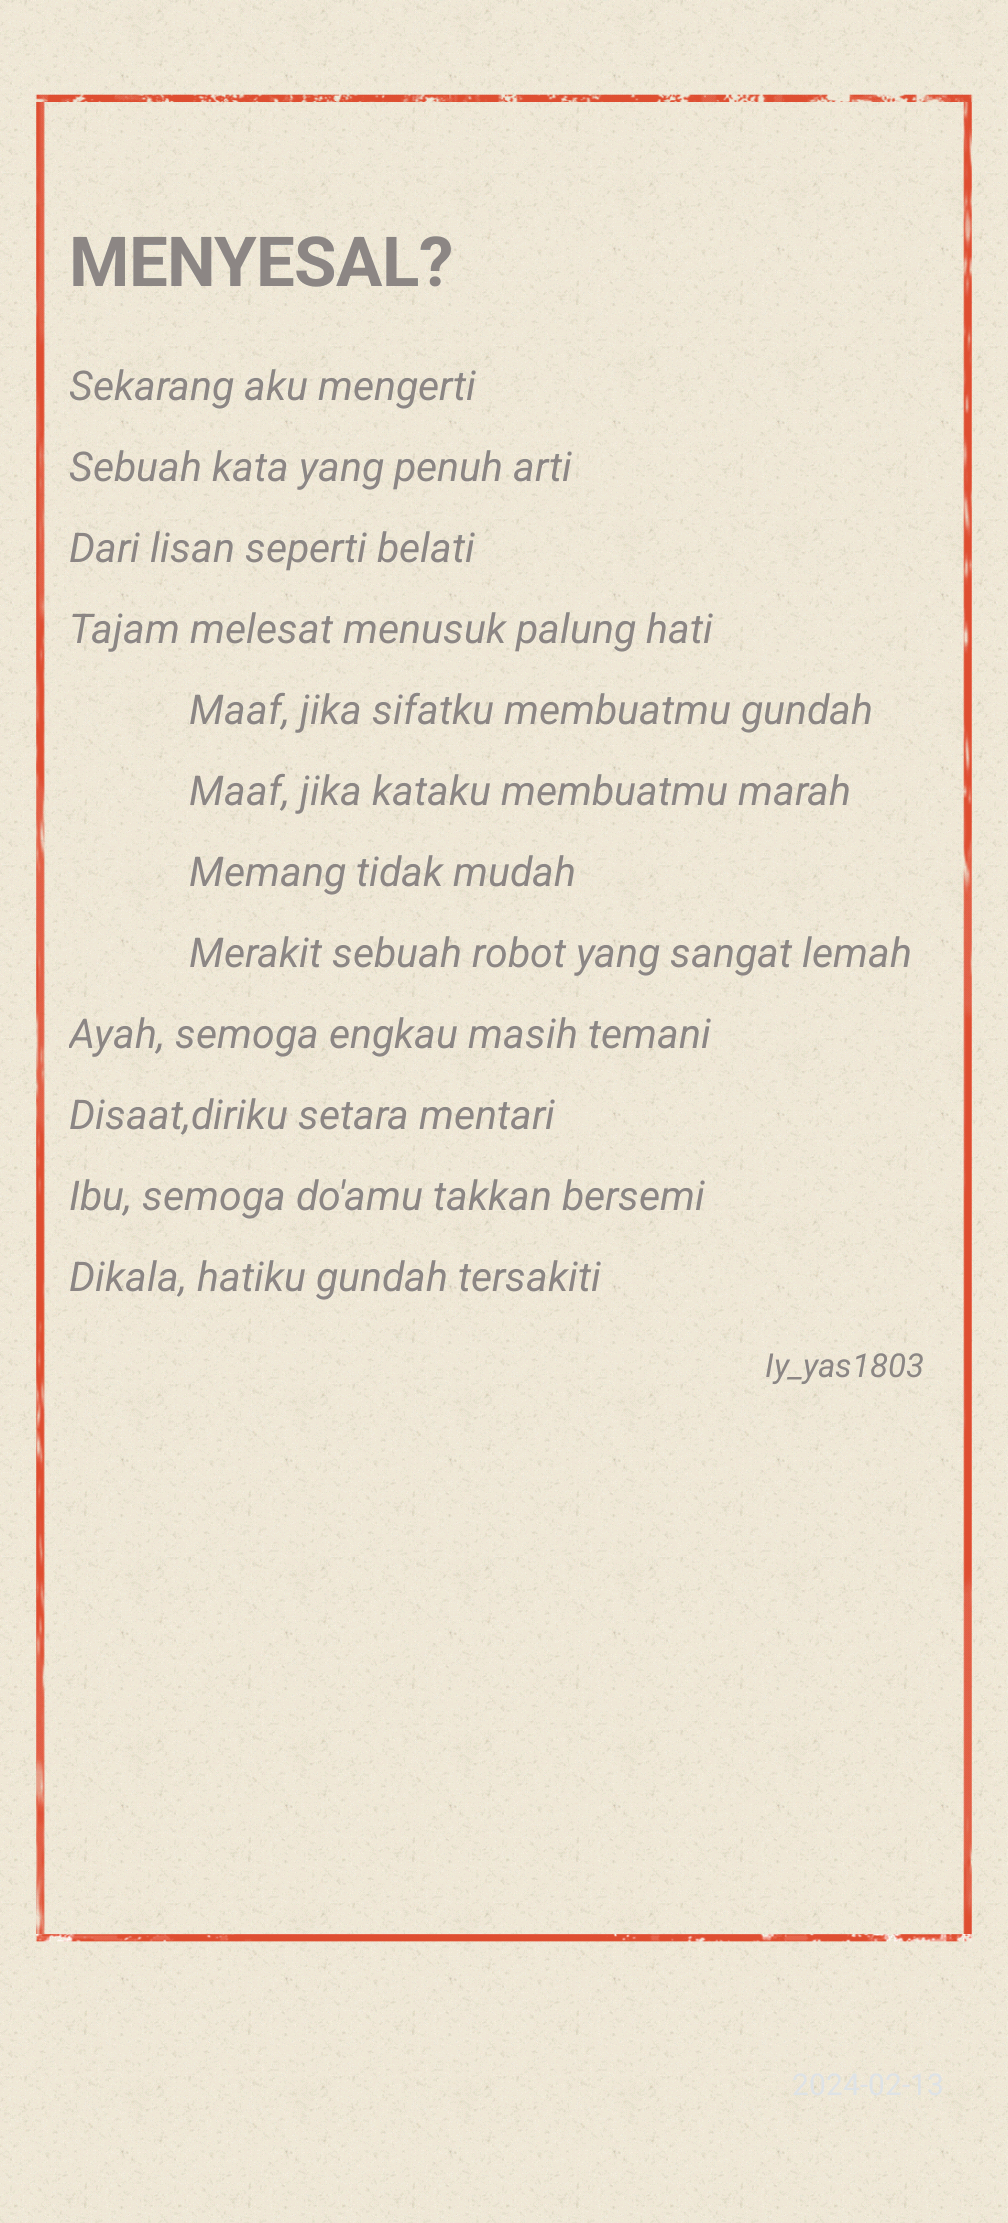 MENYESAL?
Sekarang aku mengerti
Sebuah kata yang penuh arti
Dari lisan seperti belati
Tajam melesat menusuk palung hati
Maaf, jika sifatku membuatmu gundah
Maaf, jika kataku membuatmu marah
Memang tidak mudah
Merakit sebuah robot yang sangat lemah
Ayah, semoga engkau masih temani
Disaat,diriku setara mentari
Ibu, semoga do'amu takkan bersemi
Dikala, hatiku gundah tersakiti
Iy_yas1803
2024-02-13